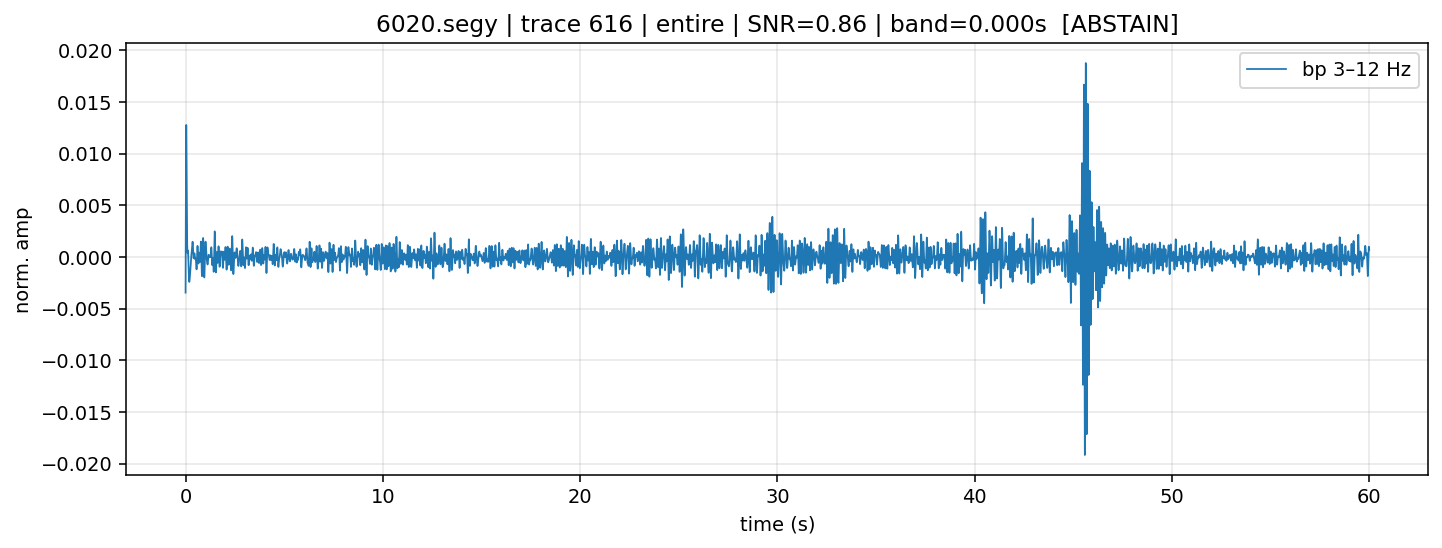 6020.segy | trace 616 | entire | SNR=0.86 | band=0.000s  [ABSTAIN]
bp 3–12 Hz
norm. amp
0.020
0.015
0.010
0.005
0.000
−0.005
−0.010
−0.015
−0.020
0 10 20 30 40 50 60
time (s)